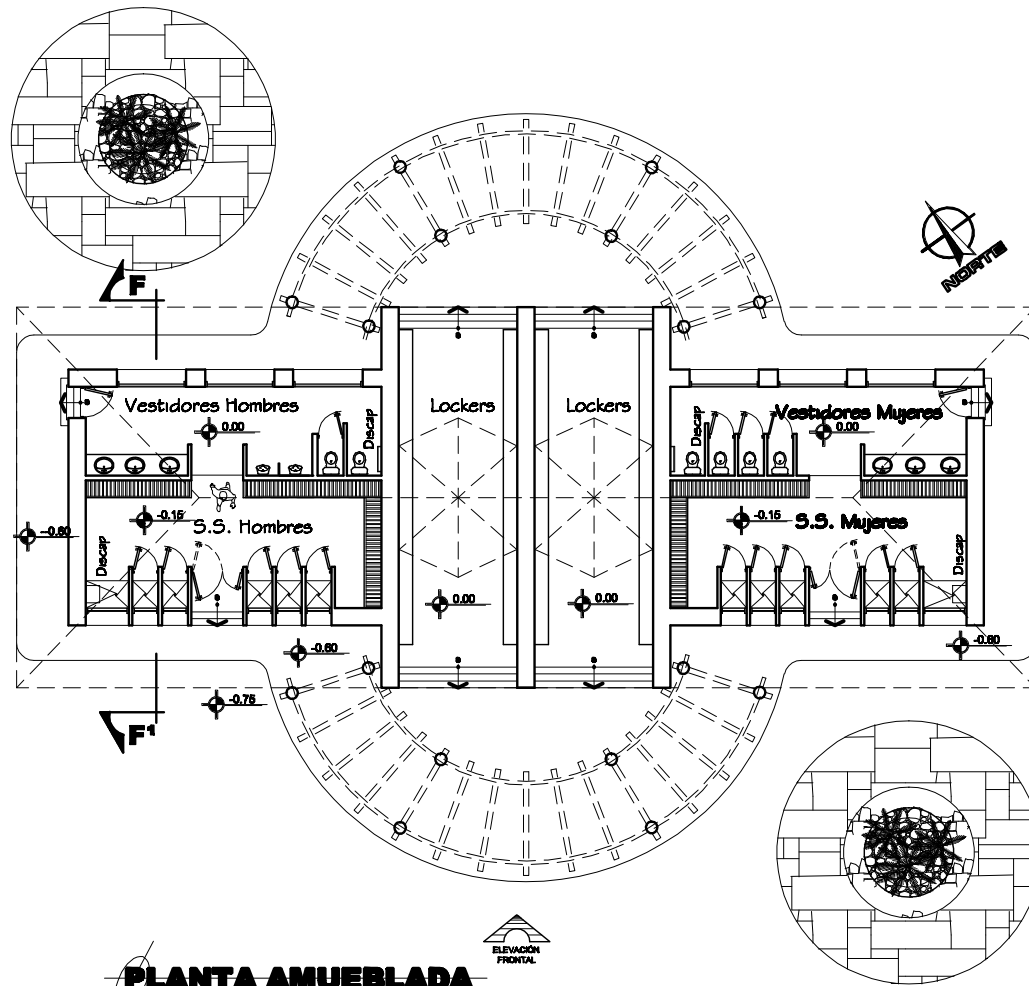 F
NORTE
Vestidores Hombres
Discap
Lockers
Lockers
Discap
Vestidores Mujeres
0.00
0.00
-0.15
S.S. Hombres
-0.15
S.S. Mujeres
-0.60
Discap
Discap
0.00
0.00
-0.60
-0.60
-0.75
F¹
ELEVACIÓN
FRONTAL
PLANTA AMUEBLADA